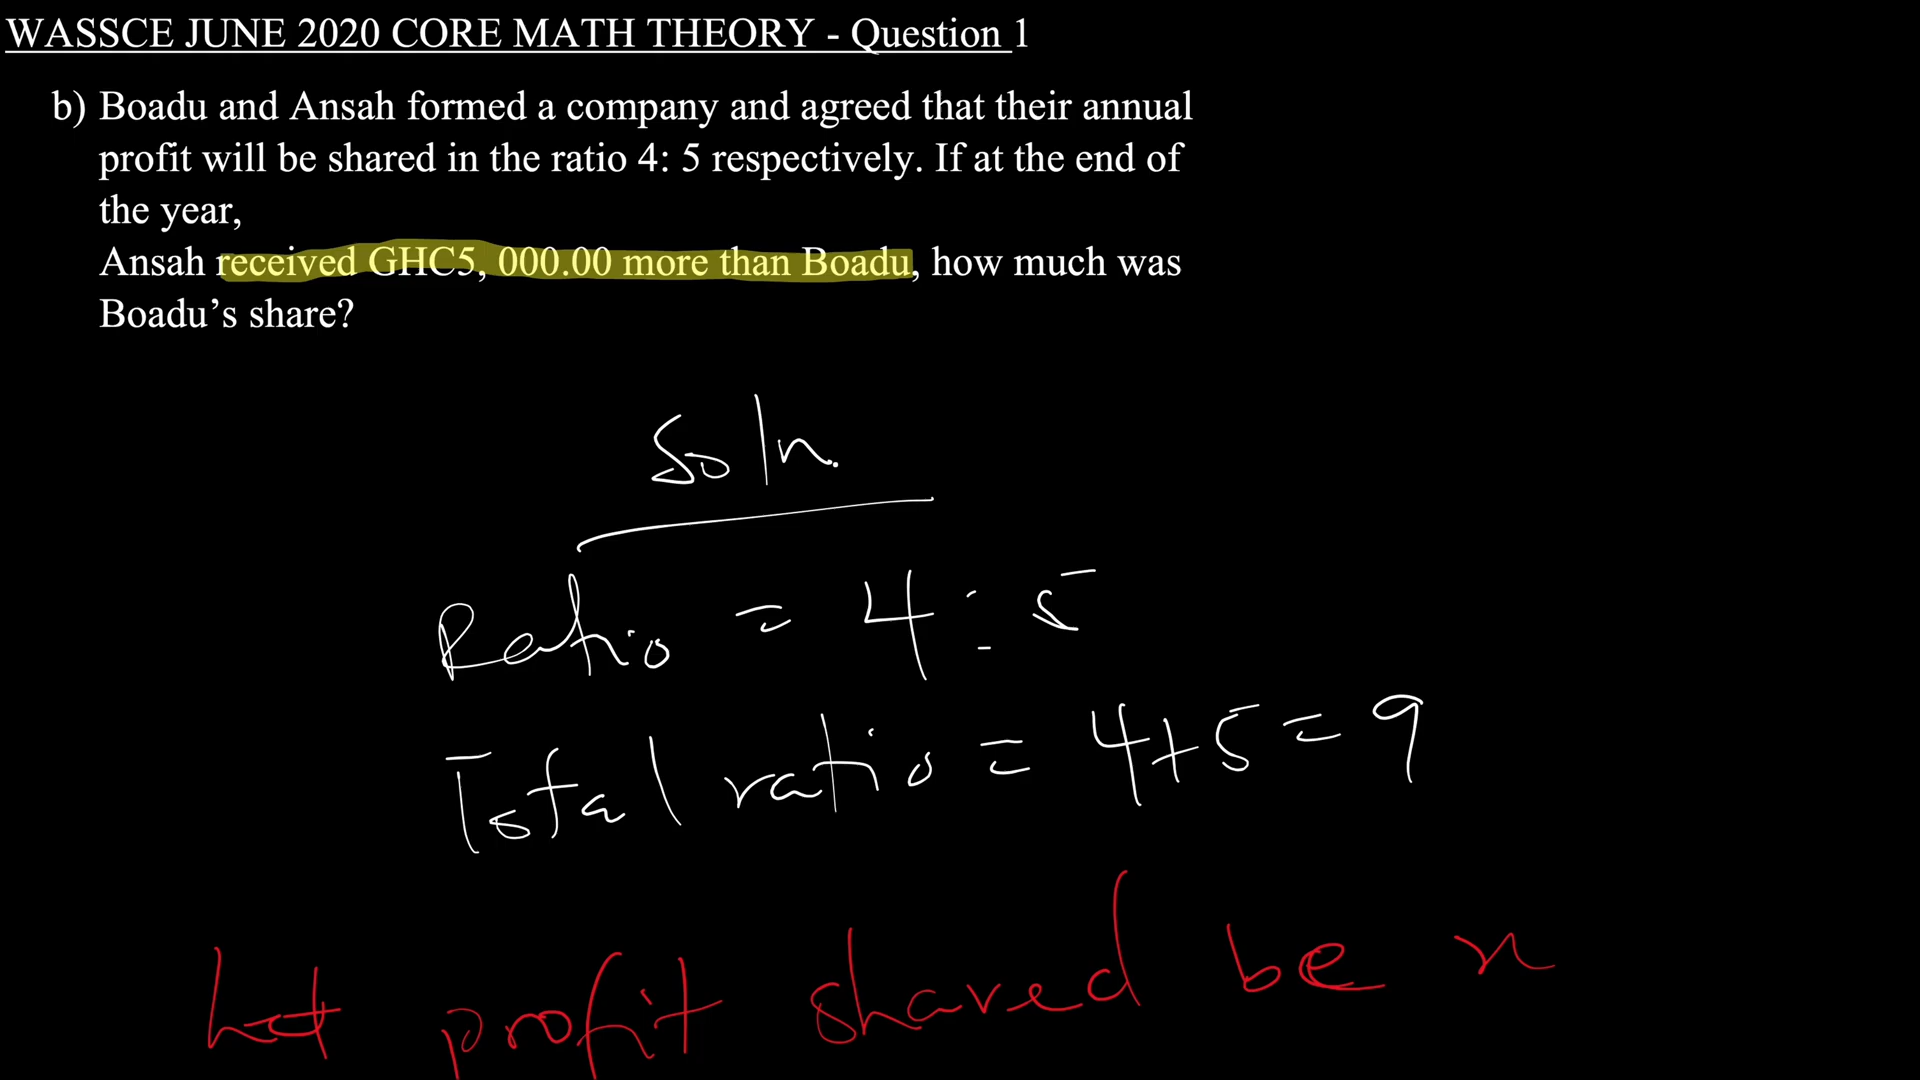 WASSCE JUNE 2020 CORE MATH THEORY - Question 1
b) Boadu and Ansah formed a company and agreed that their annual
profit will be shared in the ratio 4: 5 respectively. If at the end of
the year,
Ansah received GHC5, 000.00 more than Boadu, how much was
Boadu’s share?
Soln.
Ratio = 4 : 5
Total ratio = 4+5 = 9
Let profit shared be x